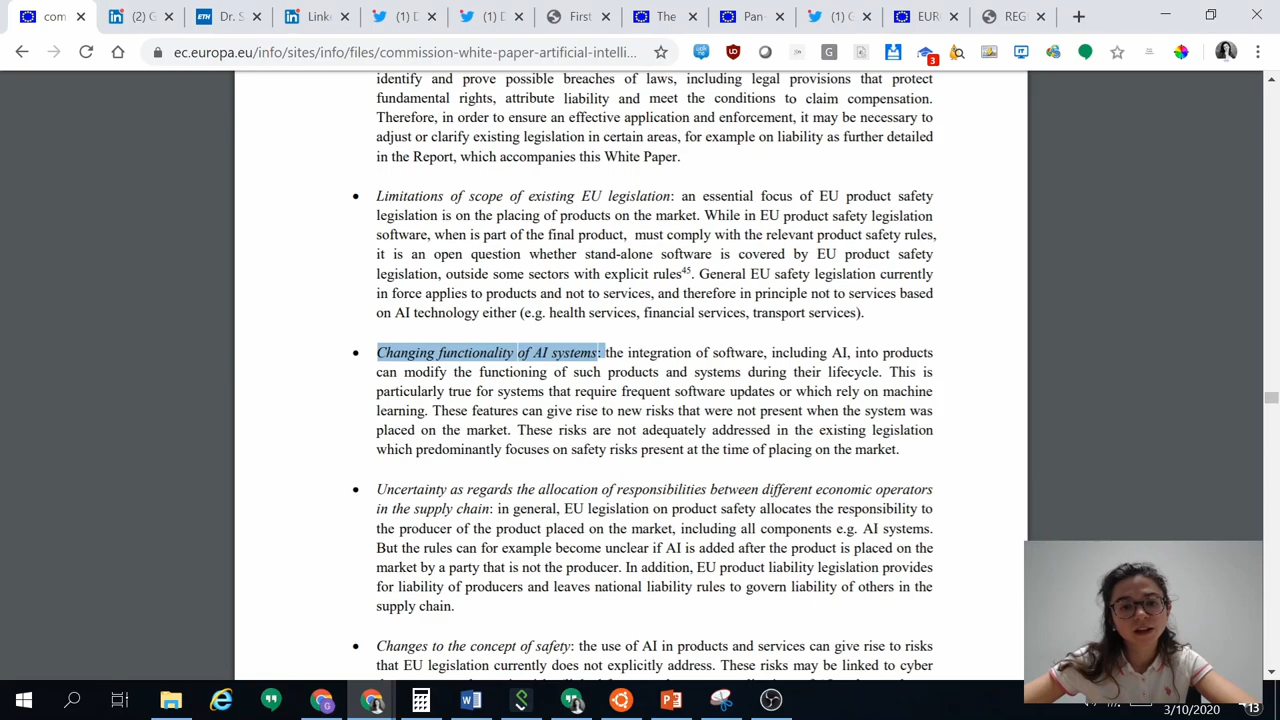 com
(2) G
Dr. S
Linke
(1) D
(1) D
First
The
Pan-
(1) G
EUR
REG
ec.europa.eu/info/sites/info/files/commission-white-paper-artificial-intelli...
3
identify and prove possible breaches of laws, including legal provisions that protect
fundamental rights, attribute liability and meet the conditions to claim compensation.
Therefore, in order to ensure an effective application and enforcement, it may be necessary to
adjust or clarify existing legislation in certain areas, for example on liability as further detailed
in the Report, which accompanies this White Paper.
• Limitations of scope of existing EU legislation: an essential focus of EU product safety
legislation is on the placing of products on the market. While in EU product safety legislation
software, when is part of the final product, must comply with the relevant product safety rules,
it is an open question whether stand-alone software is covered by EU product safety
legislation, outside some sectors with explicit rules45. General EU safety legislation currently
in force applies to products and not to services, and therefore in principle not to services based
on AI technology either (e.g. health services, financial services, transport services).
• Changing functionality of AI systems: the integration of software, including AI, into products
can modify the functioning of such products and systems during their lifecycle. This is
particularly true for systems that require frequent software updates or which rely on machine
learning. These features can give rise to new risks that were not present when the system was
placed on the market. These risks are not adequately addressed in the existing legislation
which predominantly focuses on safety risks present at the time of placing on the market.
• Uncertainty as regards the allocation of responsibilities between different economic operators
in the supply chain: in general, EU legislation on product safety allocates the responsibility to
the producer of the product placed on the market, including all components e.g. AI systems.
But the rules can for example become unclear if AI is added after the product is placed on the
market by a party that is not the producer. In addition, EU product liability legislation provides
for liability of producers and leaves national liability rules to govern liability of others in the
supply chain.
• Changes to the concept of safety: the use of AI in products and services can give rise to risks
that EU legislation currently does not explicitly address. These risks may be linked to cyber
3/10/2020
13